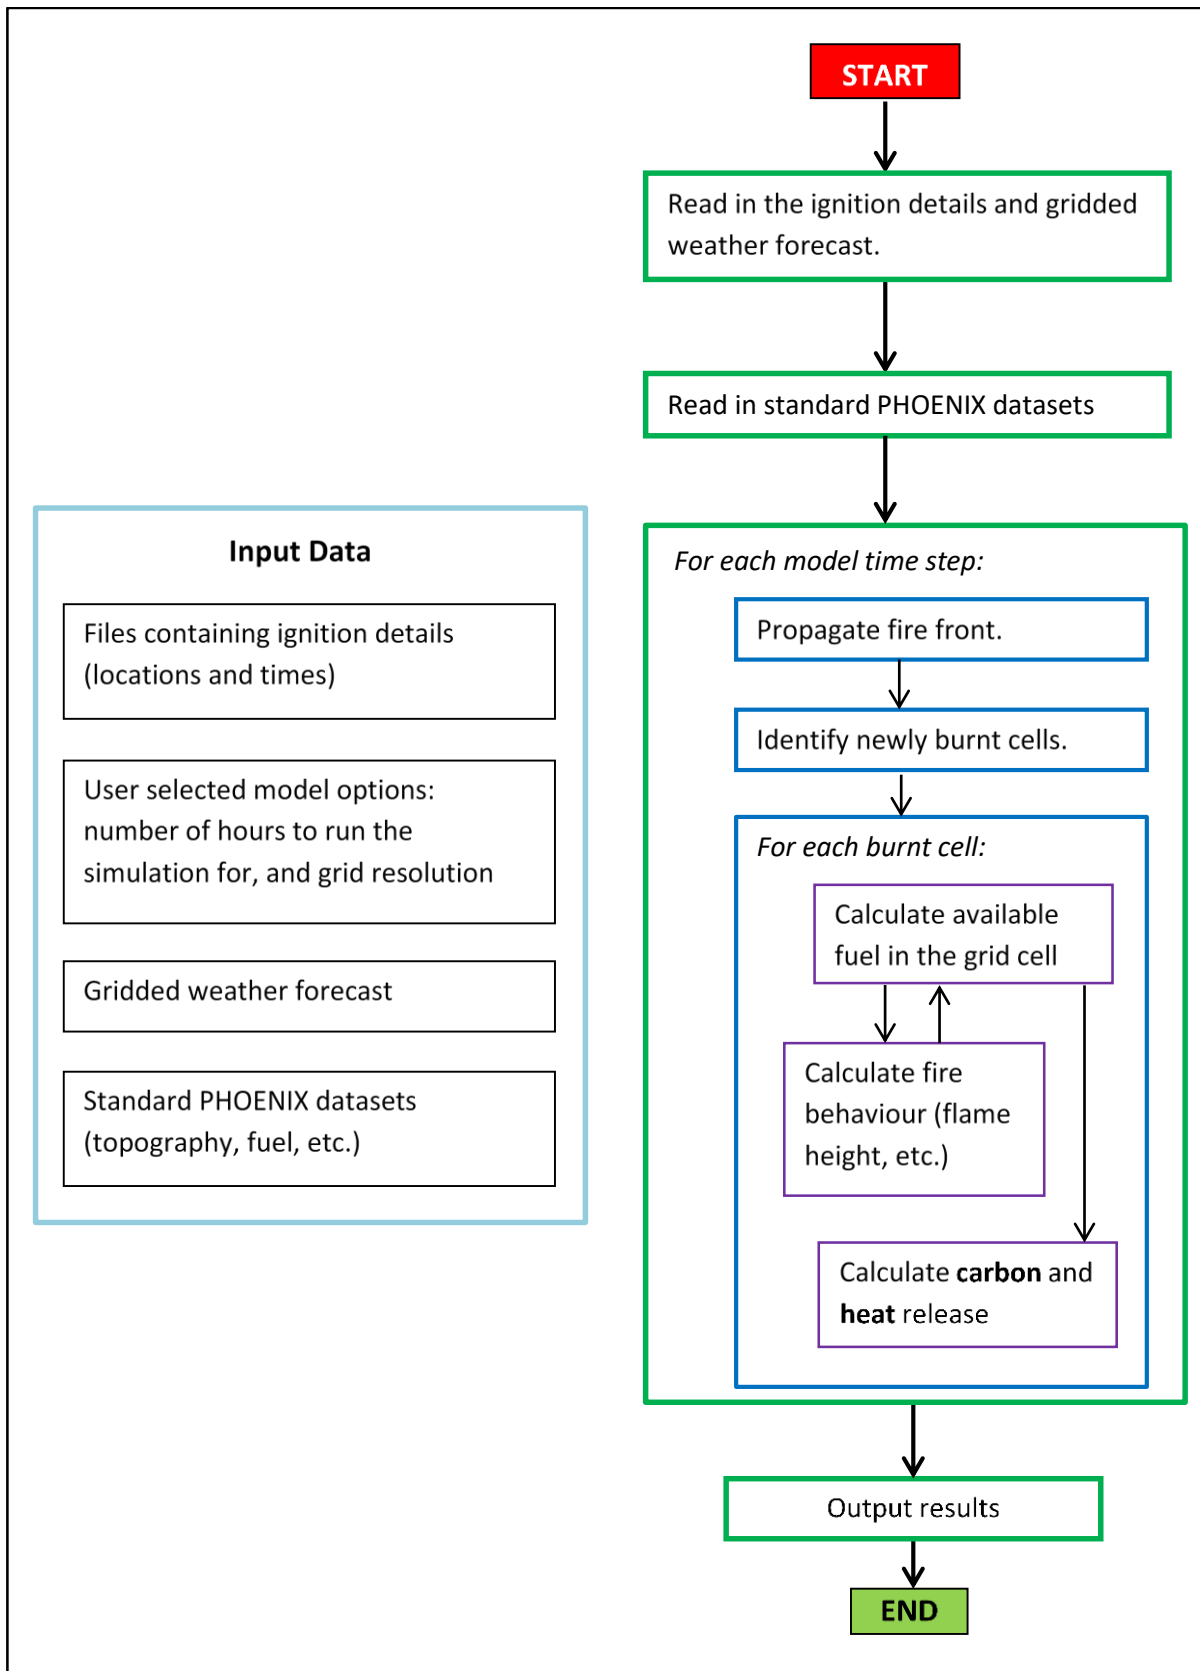 START
Read in the ignition details and gridded
weather forecast.
Read in standard PHOENIX datasets
Input Data
Files containing ignition details
(locations and times)
User selected model options:
number of hours to run the
simulation for, and grid resolution
Gridded weather forecast
Standard PHOENIX datasets
(topography, fuel, etc.)
For each model time step:
Propagate fire front.
Identify newly burnt cells.
For each burnt cell:
Calculate available
fuel in the grid cell
Calculate fire
behaviour (flame
height, etc.)
Calculate carbon and
heat release
Output results
END